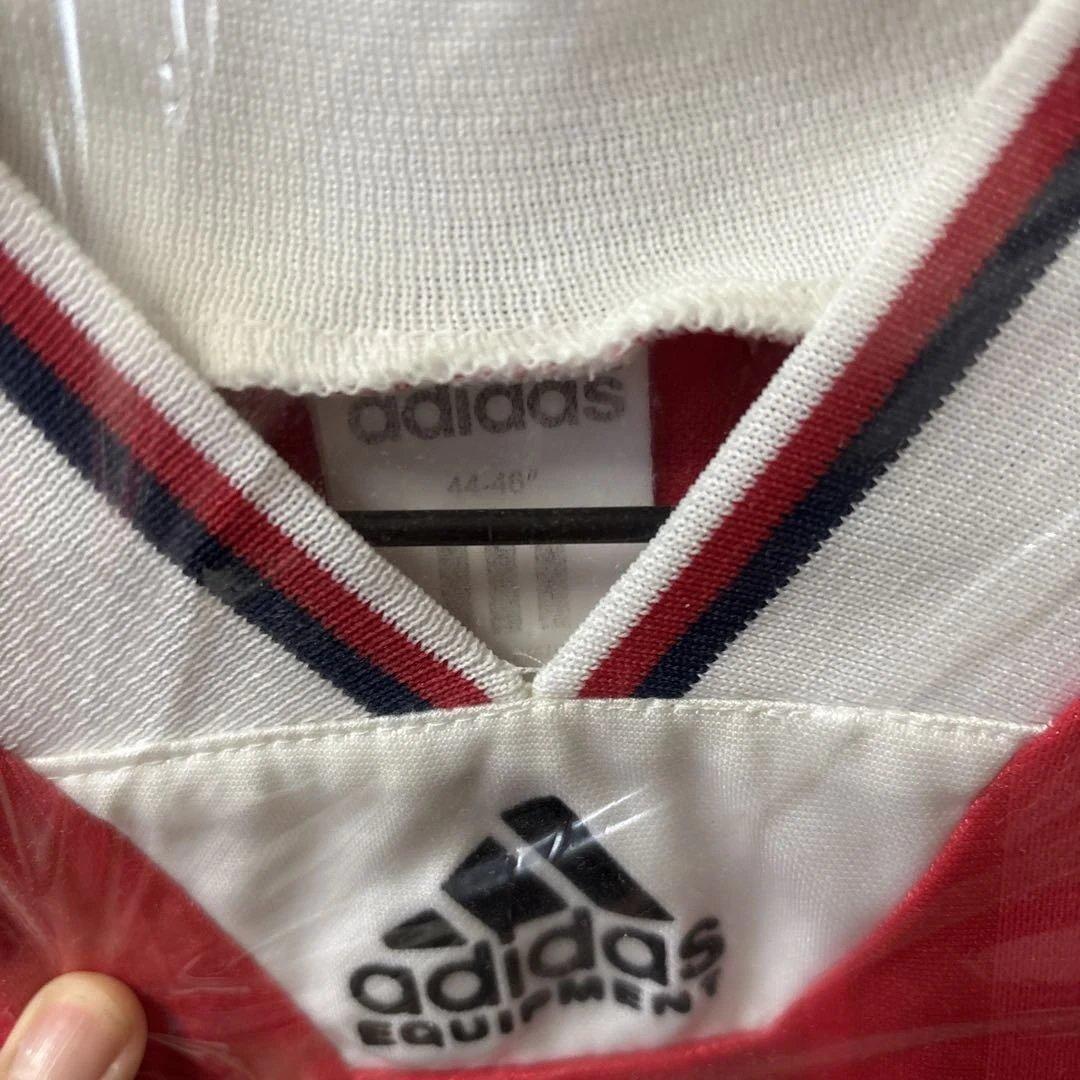 adidas
44-46"
adidas
EQUIPMENT